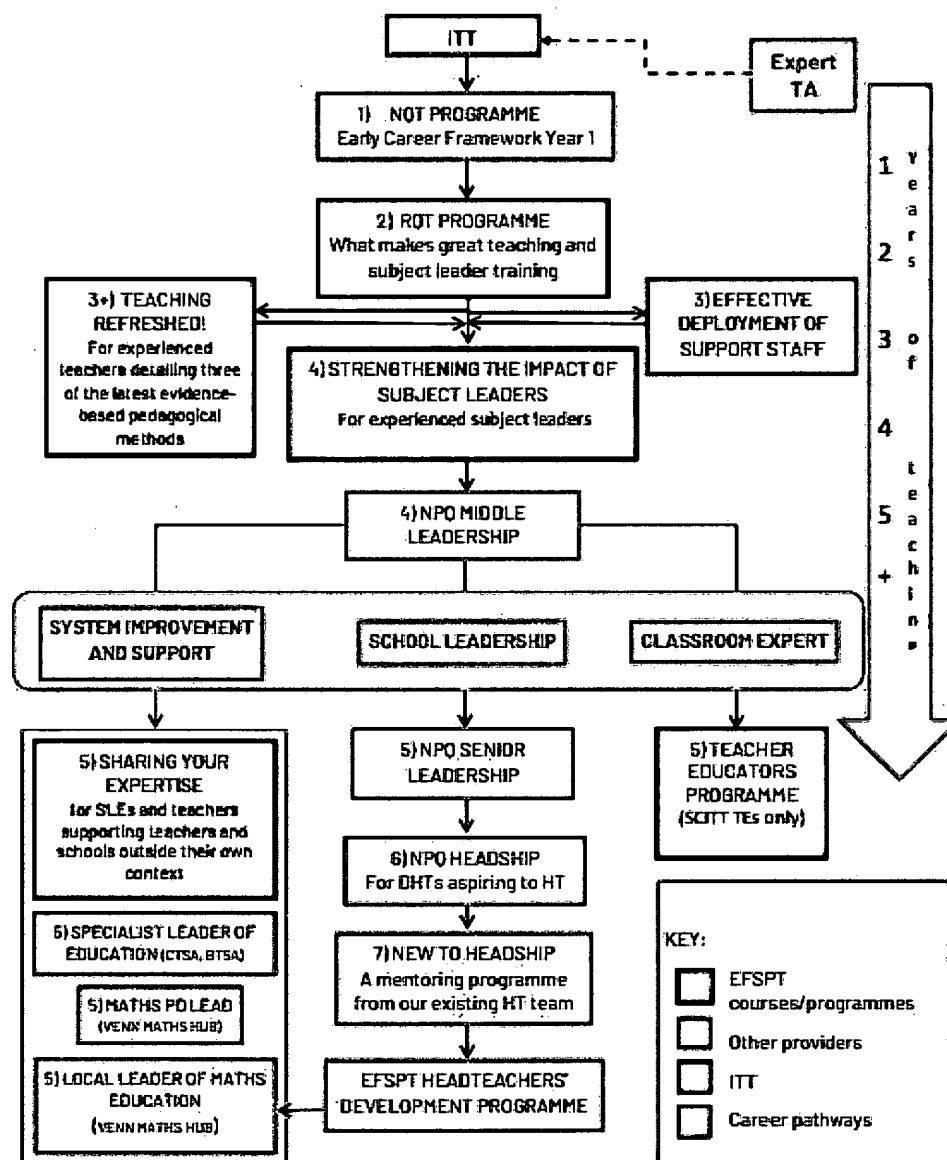 ITT
Expert
TA
1) NQT PROGRAMME
Early Career Framework Year 1
2) RQT PROGRAMME
What makes great teaching and
subject leader training
3+) TEACHING
REFRESHED!
For experienced
teachers detailing three
of the latest evidence-
based pedagogical
methods
3) EFFECTIVE
DEPLOYMENT OF
SUPPORT STAFF
4) STRENGTHENING THE IMPACT OF
SUBJECT LEADERS
For experienced subject leaders
4) NPQ MIDDLE
LEADERSHIP
1
2
3
4
5
+
Years of teaching
SYSTEM IMPROVEMENT
AND SUPPORT
SCHOOL LEADERSHIP
CLASSROOM EXPERT
5) SHARING YOUR
EXPERTISE
for SLEs and teachers
supporting teachers and
schools outside their own
context
6) SPECIALIST LEADER OF
EDUCATION (CTSA, BTSA)
5) MATHS PD LEAD
(VENN MATHS HUB)
5) LOCAL LEADER OF MATHS
EDUCATION
(VENN MATHS HUB)
5) NPQ SENIOR
LEADERSHIP
6) NPQ HEADSHIP
For DHTs aspiring to HT
7) NEW TO HEADSHIP
A mentoring programme
from our existing HT team
EFSPT HEADTEACHERS'
DEVELOPMENT PROGRAMME
5) TEACHER
EDUCATORS
PROGRAMME
(SCITT TEs only)
KEY:
EFSPT
courses/programmes
Other providers
ITT
Career pathways